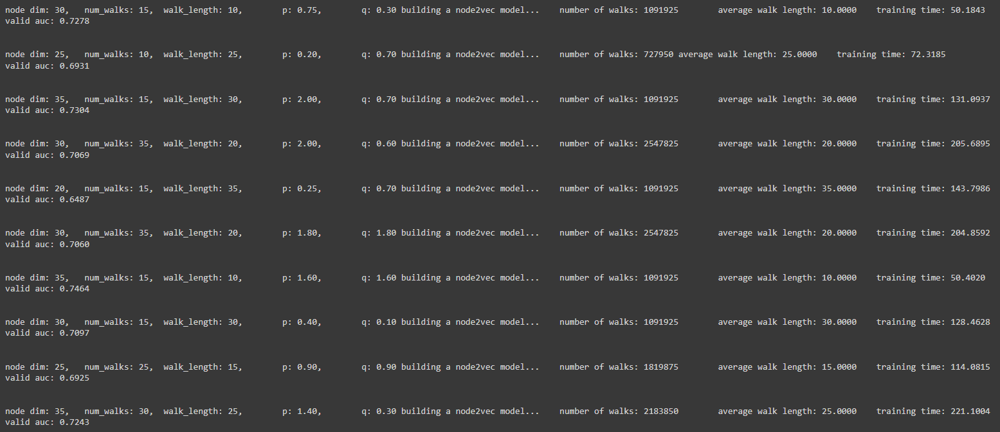 node dim: 30,   num_walks: 15,  walk_length: 10,        p: 0.75,        q: 0.30 building a node2vec model...    number of walks: 1091925        average walk length: 10.0000    training time: 50.1843
valid auc: 0.7278
node dim: 25,   num_walks: 10,  walk_length: 25,        p: 0.20,        q: 0.70 building a node2vec model...    number of walks: 727950 average walk length: 25.0000    training time: 72.3185
valid auc: 0.6931
node dim: 35,   num_walks: 15,  walk_length: 30,        p: 2.00,        q: 0.70 building a node2vec model...    number of walks: 1091925        average walk length: 30.0000    training time: 131.0937
valid auc: 0.7304
node dim: 30,   num_walks: 35,  walk_length: 20,        p: 2.00,        q: 0.60 building a node2vec model...    number of walks: 2547825        average walk length: 20.0000    training time: 205.6895
valid auc: 0.7069
node dim: 20,   num_walks: 15,  walk_length: 35,        p: 0.25,        q: 0.70 building a node2vec model...    number of walks: 1091925        average walk length: 35.0000    training time: 143.7986
valid auc: 0.6487
node dim: 30,   num_walks: 35,  walk_length: 20,        p: 1.80,        q: 1.80 building a node2vec model...    number of walks: 2547825        average walk length: 20.0000    training time: 204.8592
valid auc: 0.7060
node dim: 35,   num_walks: 15,  walk_length: 10,        p: 1.60,        q: 1.60 building a node2vec model...    number of walks: 1091925        average walk length: 10.0000    training time: 50.4020
valid auc: 0.7464
node dim: 30,   num_walks: 15,  walk_length: 30,        p: 0.40,        q: 0.10 building a node2vec model...    number of walks: 1091925        average walk length: 30.0000    training time: 128.4628
valid auc: 0.7097
node dim: 25,   num_walks: 25,  walk_length: 15,        p: 0.90,        q: 0.90 building a node2vec model...    number of walks: 1819875        average walk length: 15.0000    training time: 114.0815
valid auc: 0.6925
node dim: 35,   num_walks: 30,  walk_length: 25,        p: 1.40,        q: 0.30 building a node2vec model...    number of walks: 2183850        average walk length: 25.0000    training time: 221.1004
valid auc: 0.7243